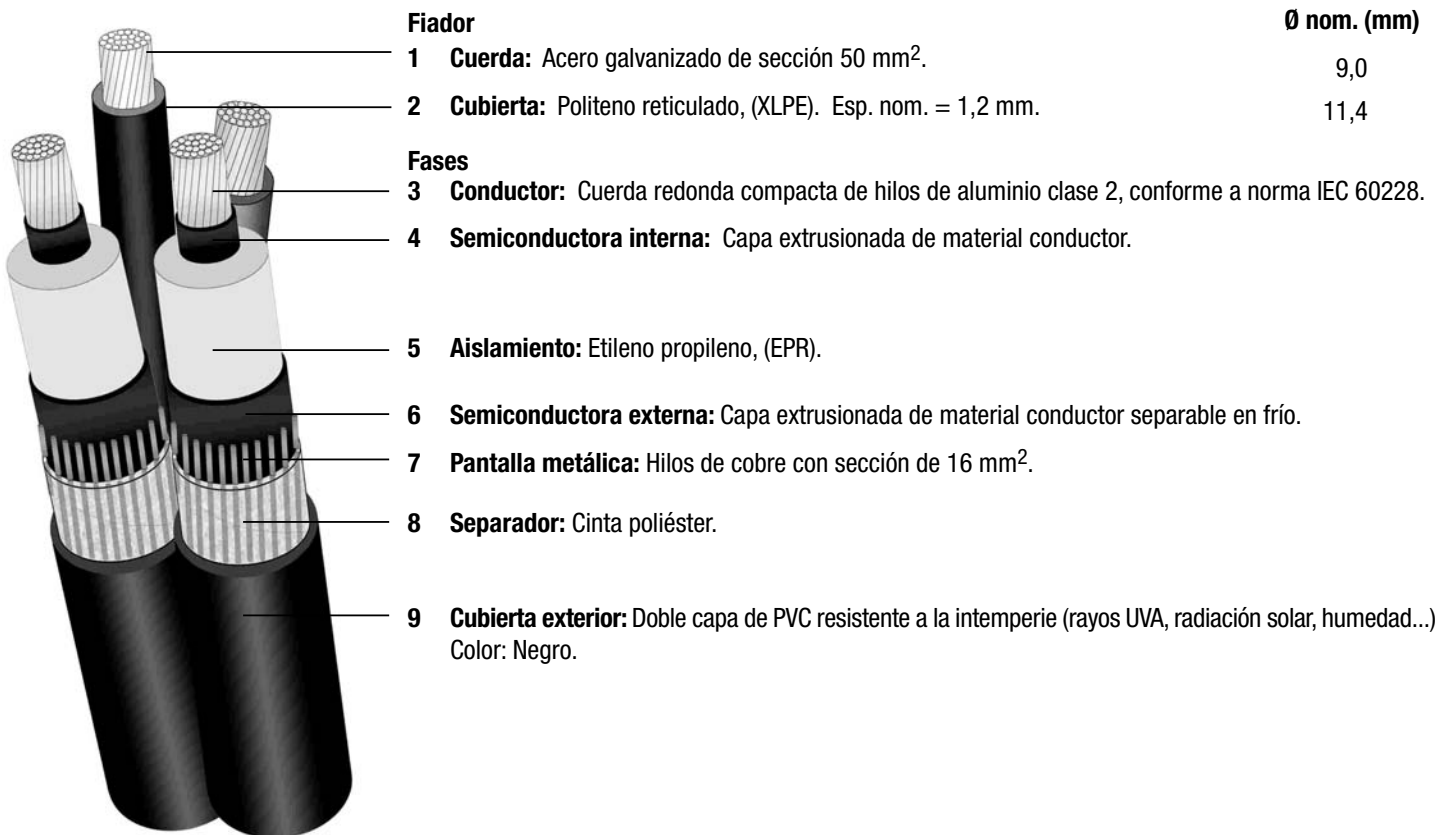 Fiador Ø nom. (mm)
1 Cuerda: Acero galvanizado de sección 50 mm². 9,0
2 Cubierta: Politeno reticulado, (XLPE). Esp. nom. = 1,2 mm. 11,4
Fases
3 Conductor: Cuerda redonda compacta de hilos de aluminio clase 2, conforme a norma IEC 60228.
4 Semiconductora interna: Capa extrusionada de material conductor.
5 Aislamiento: Etileno propileno, (EPR).
6 Semiconductora externa: Capa extrusionada de material conductor separable en frío.
7 Pantalla metálica: Hilos de cobre con sección de 16 mm².
8 Separador: Cinta poliéster.
9 Cubierta exterior: Doble capa de PVC resistente a la intemperie (rayos UVA, radiación solar, humedad...)
Color: Negro.